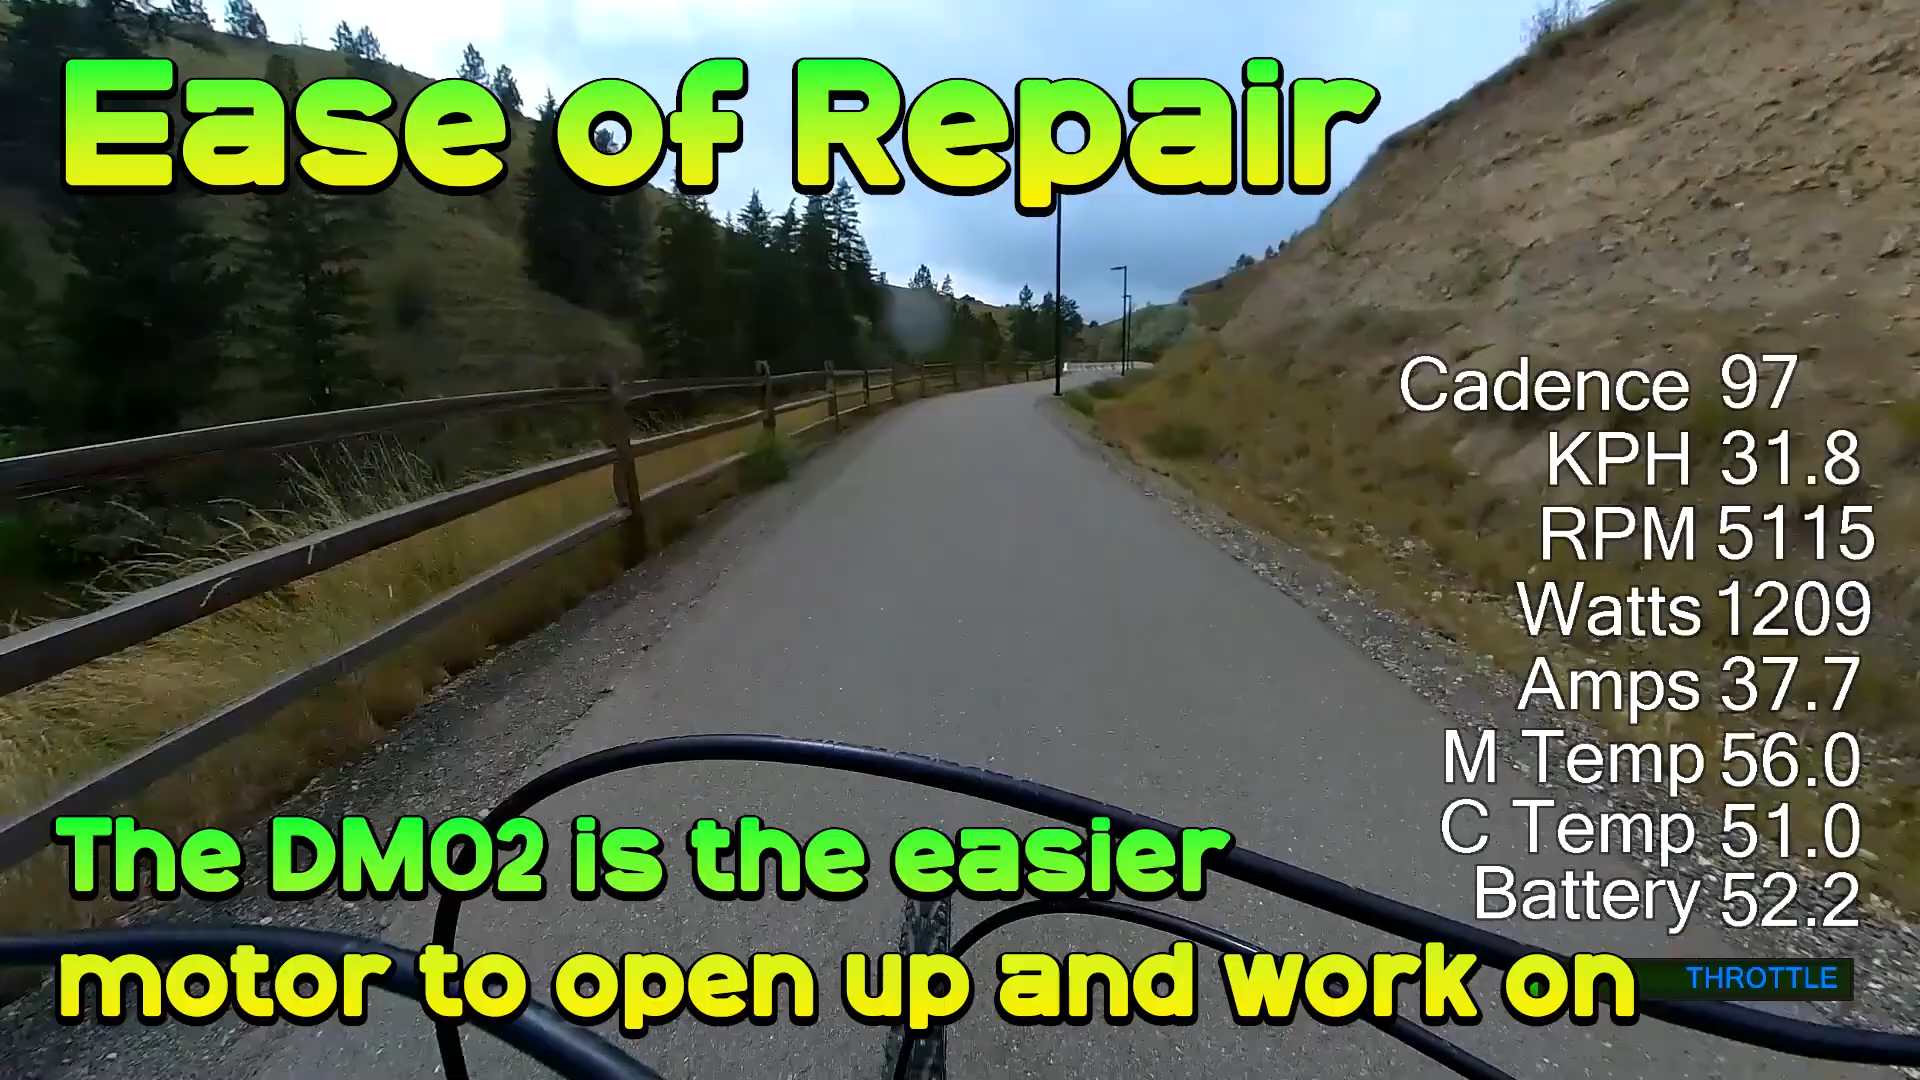 Ease of Repair
Cadence 97
KPH 31.8
RPM 5115
Watts 1209
Amps 37.7
M Temp 56.0
C Temp 51.0
Battery 52.2
The DM02 is the easier
motor to open up and work on
THROTTLE